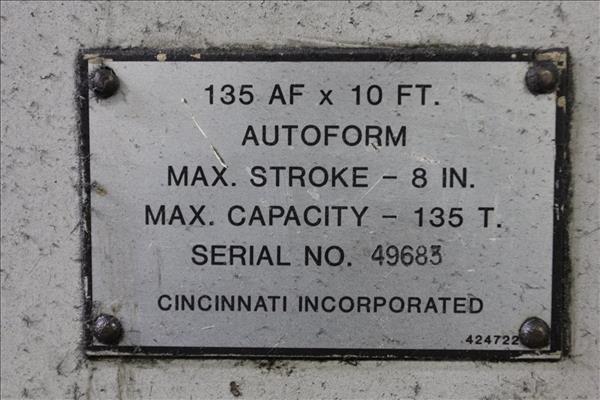 135 AF x 10 FT.
AUTOFORM
MAX. STROKE - 8 IN.
MAX. CAPACITY - 135 T.
SERIAL NO. 49683
CINCINNATI INCORPORATED
424722